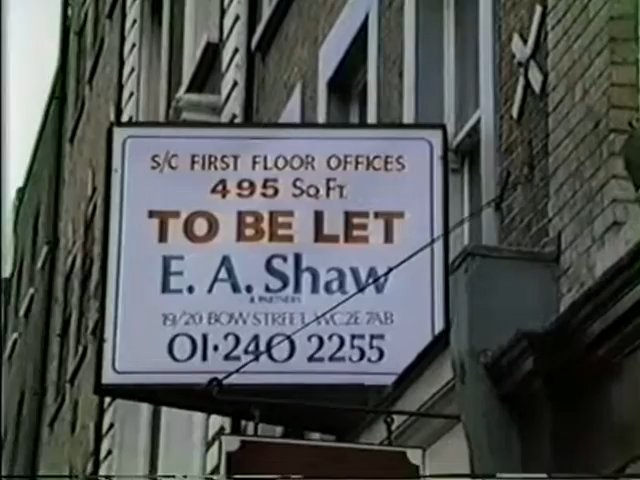 S/C FIRST FLOOR OFFICES
495 Sq.Ft.
TO BE LET
E. A. Shaw
& PARTNERS
19/20 BOW STREET, WC2E 7AB
01·240 2255